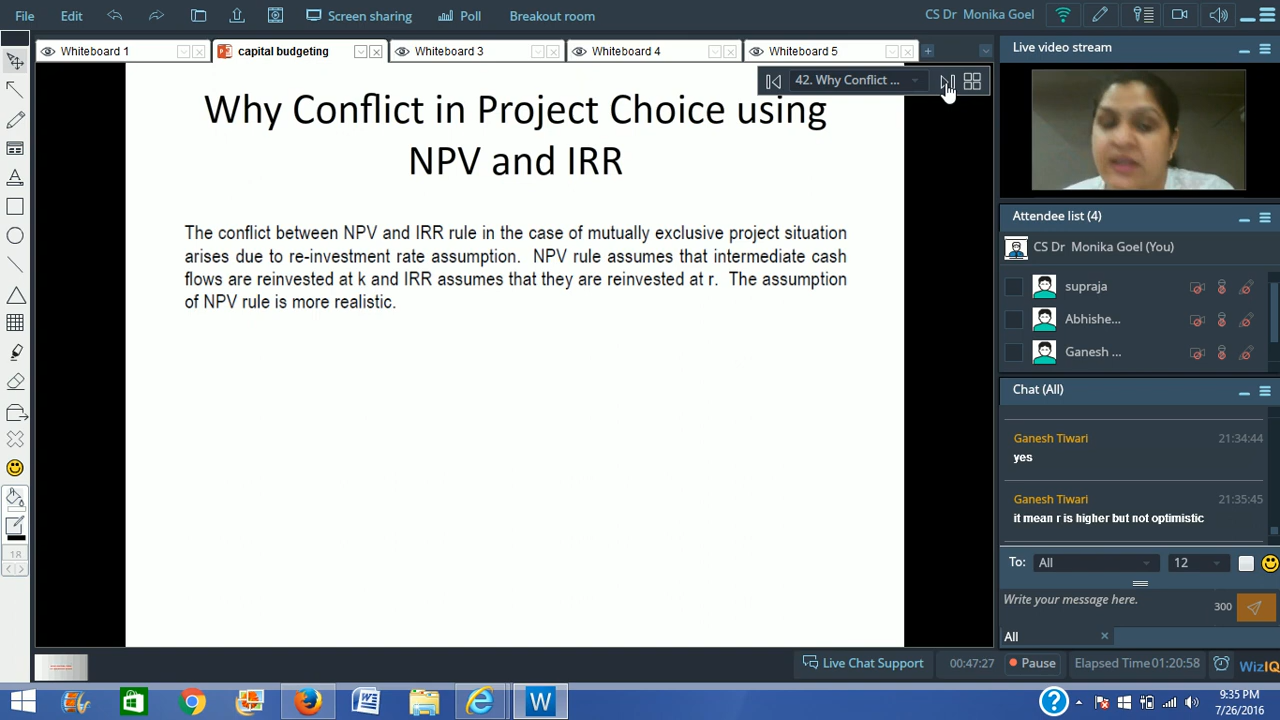 File Edit Screen sharing Poll Breakout room CS Dr Monika Goel
Whiteboard 1 capital budgeting Whiteboard 3 Whiteboard 4 Whiteboard 5
42. Why Conflict ...
Why Conflict in Project Choice using
NPV and IRR
The conflict between NPV and IRR rule in the case of mutually exclusive project situation
arises due to re-investment rate assumption. NPV rule assumes that intermediate cash
flows are reinvested at k and IRR assumes that they are reinvested at r. The assumption
of NPV rule is more realistic.
Live video stream
Attendee list (4)
CS Dr Monika Goel (You)
supraja
Abhishe...
Ganesh ...
Chat (All)
Ganesh Tiwari 21:34:44
yes
Ganesh Tiwari 21:35:45
it mean r is higher but not optimistic
To: All 12
Write your message here. 300
All
Live Chat Support 00:47:27 Pause Elapsed Time 01:20:58 WizIQ
9:35 PM
7/26/2016